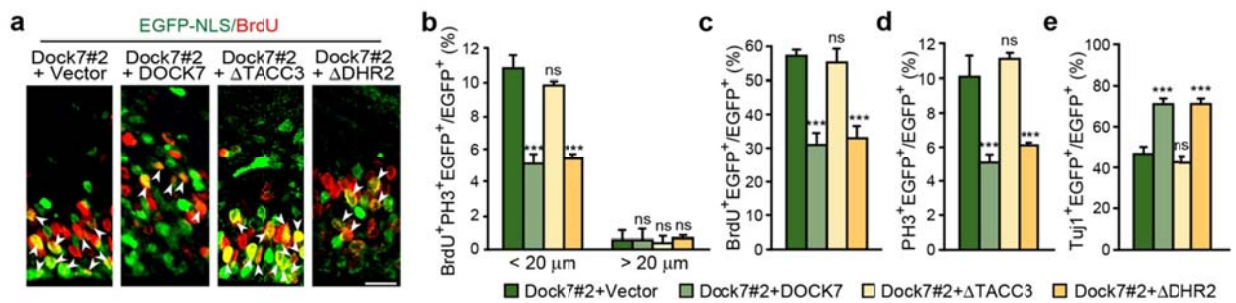 a
EGFP-NLS/BrdU
Dock7#2 + Vector
Dock7#2 + DOCK7
Dock7#2 + ΔTACC3
Dock7#2 + ΔDHR2
b
BrdU⁺PH3⁺EGFP⁺/EGFP⁺ (%)
12
10
8
6
4
2
0
ns
***
***
ns
ns
ns
< 20 μm
> 20 μm
c
BrdU⁺EGFP⁺/EGFP⁺ (%)
60
50
40
30
20
10
0
ns
***
***
d
PH3⁺EGFP⁺/EGFP⁺ (%)
12
10
8
6
4
2
0
ns
***
***
e
Tuj1⁺EGFP⁺/EGFP⁺ (%)
100
80
60
40
20
0
***
ns
***
Dock7#2+Vector
Dock7#2+DOCK7
Dock7#2+ΔTACC3
Dock7#2+ΔDHR2